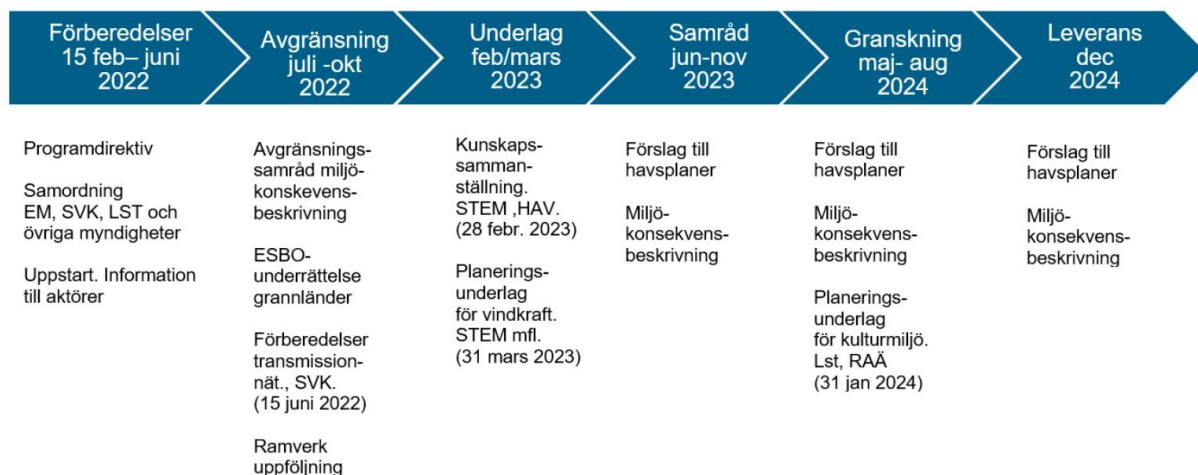 Förberedelser
15 feb– juni
2022
Avgränsning
juli -okt
2022
Underlag
feb/mars
2023
Samråd
jun-nov
2023
Granskning
maj- aug
2024
Leverans
dec
2024
Programdirektiv
Samordning
EM, SVK, LST och
övriga myndigheter
Uppstart. Information
till aktörer
Avgränsnings-
samråd miljö-
konskevens-
beskrivning
ESBO-
underrättelse
grannländer
Förberedelser
transmission-
nät., SVK.
(15 juni 2022)
Ramverk
uppföljning
Kunskaps-
samman-
ställning.
STEM ,HAV.
(28 febr. 2023)
Planerings-
underlag
för vindkraft.
STEM mfl.
(31 mars 2023)
Förslag till
havsplaner
Miljö-
konsekvens-
beskrivning
Förslag till
havsplaner
Miljö-
konsekvens-
beskrivning
Planerings-
underlag
för kulturmiljö.
Lst, RAÄ
(31 jan 2024)
Förslag till
havsplaner
Miljö-
konsekvens-
beskrivning